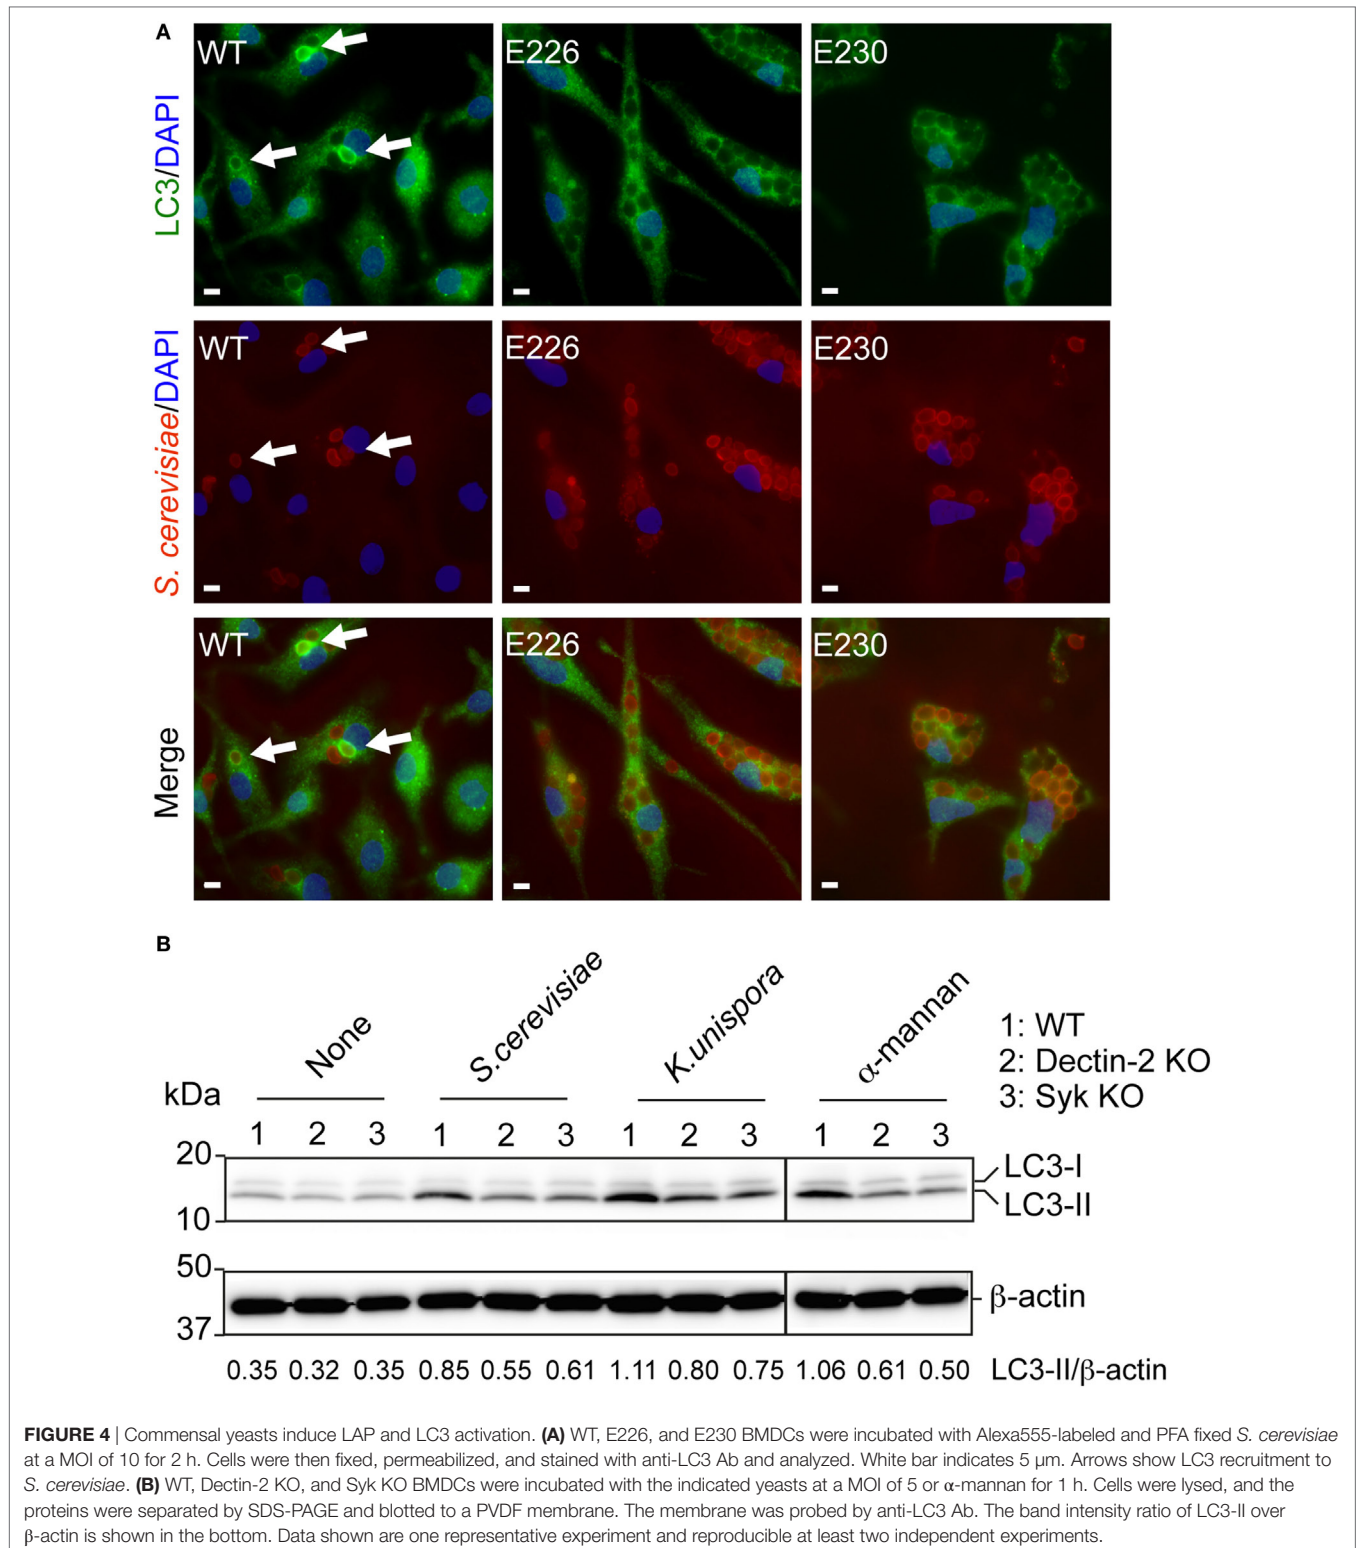 A
WT
E226
E230
LC3/DAPI
WT
E226
E230
S. cerevisiae/DAPI
WT
E226
E230
Merge
B
None
S.cerevisiae
K.unispora
α-mannan
1: WT
2: Dectin-2 KO
3: Syk KO
kDa
1 2 3 1 2 3 1 2 3 1 2 3
20
LC3-I
LC3-II
10
50
β-actin
37
0.35 0.32 0.35 0.85 0.55 0.61 1.11 0.80 0.75 1.06 0.61 0.50 LC3-II/β-actin
FIGURE 4 | Commensal yeasts induce LAP and LC3 activation. (A) WT, E226, and E230 BMDCs were incubated with Alexa555-labeled and PFA fixed S. cerevisiae
at a MOI of 10 for 2 h. Cells were then fixed, permeabilized, and stained with anti-LC3 Ab and analyzed. White bar indicates 5 μm. Arrows show LC3 recruitment to
S. cerevisiae. (B) WT, Dectin-2 KO, and Syk KO BMDCs were incubated with the indicated yeasts at a MOI of 5 or α-mannan for 1 h. Cells were lysed, and the
proteins were separated by SDS-PAGE and blotted to a PVDF membrane. The membrane was probed by anti-LC3 Ab. The band intensity ratio of LC3-II over
β-actin is shown in the bottom. Data shown are one representative experiment and reproducible at least two independent experiments.